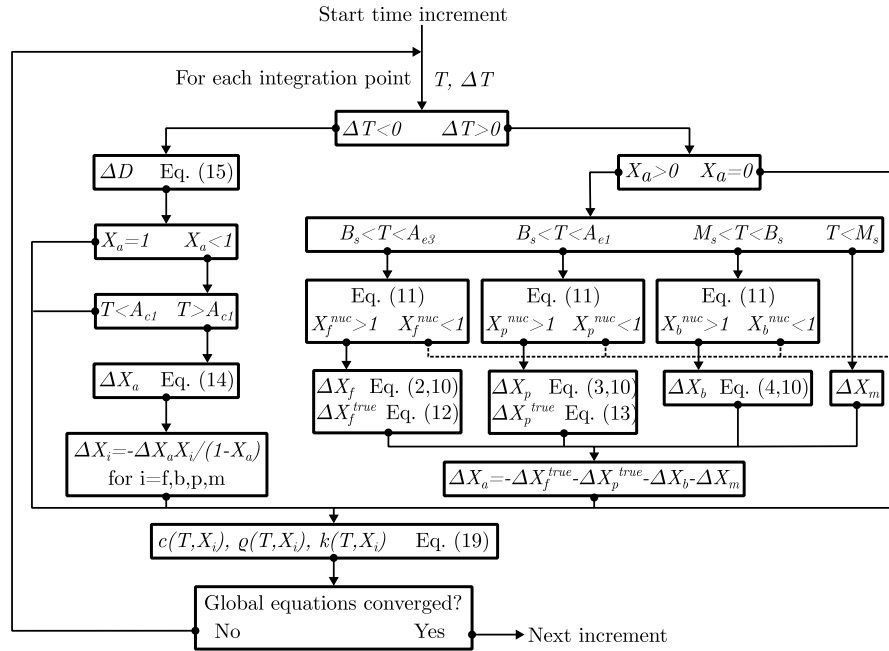 Start time increment
For each integration point T, ΔT
ΔT<0 ΔT>0
ΔD Eq. (15)
X_a>0 X_a=0
X_a=1 X_a<1
B_s<T<A_e3 B_s<T<A_e1 M_s<T<B_s T<M_s
T<A_c1 T>A_c1
Eq. (11)
X_f^nuc>1 X_f^nuc<1
Eq. (11)
X_p^nuc>1 X_p^nuc<1
Eq. (11)
X_b^nuc>1 X_b^nuc<1
ΔX_a Eq. (14)
ΔX_f Eq. (2,10)
ΔX_f^true Eq. (12)
ΔX_p Eq. (3,10)
ΔX_p^true Eq. (13)
ΔX_b Eq. (4,10)
ΔX_m
ΔX_i=-ΔX_aX_i/(1-X_a)
for i=f,b,p,m
ΔX_a=-ΔX_f^true-ΔX_p^true-ΔX_b-ΔX_m
c(T,X_i), ϱ(T,X_i), k(T,X_i) Eq. (19)
Global equations converged?
No Yes
Next increment